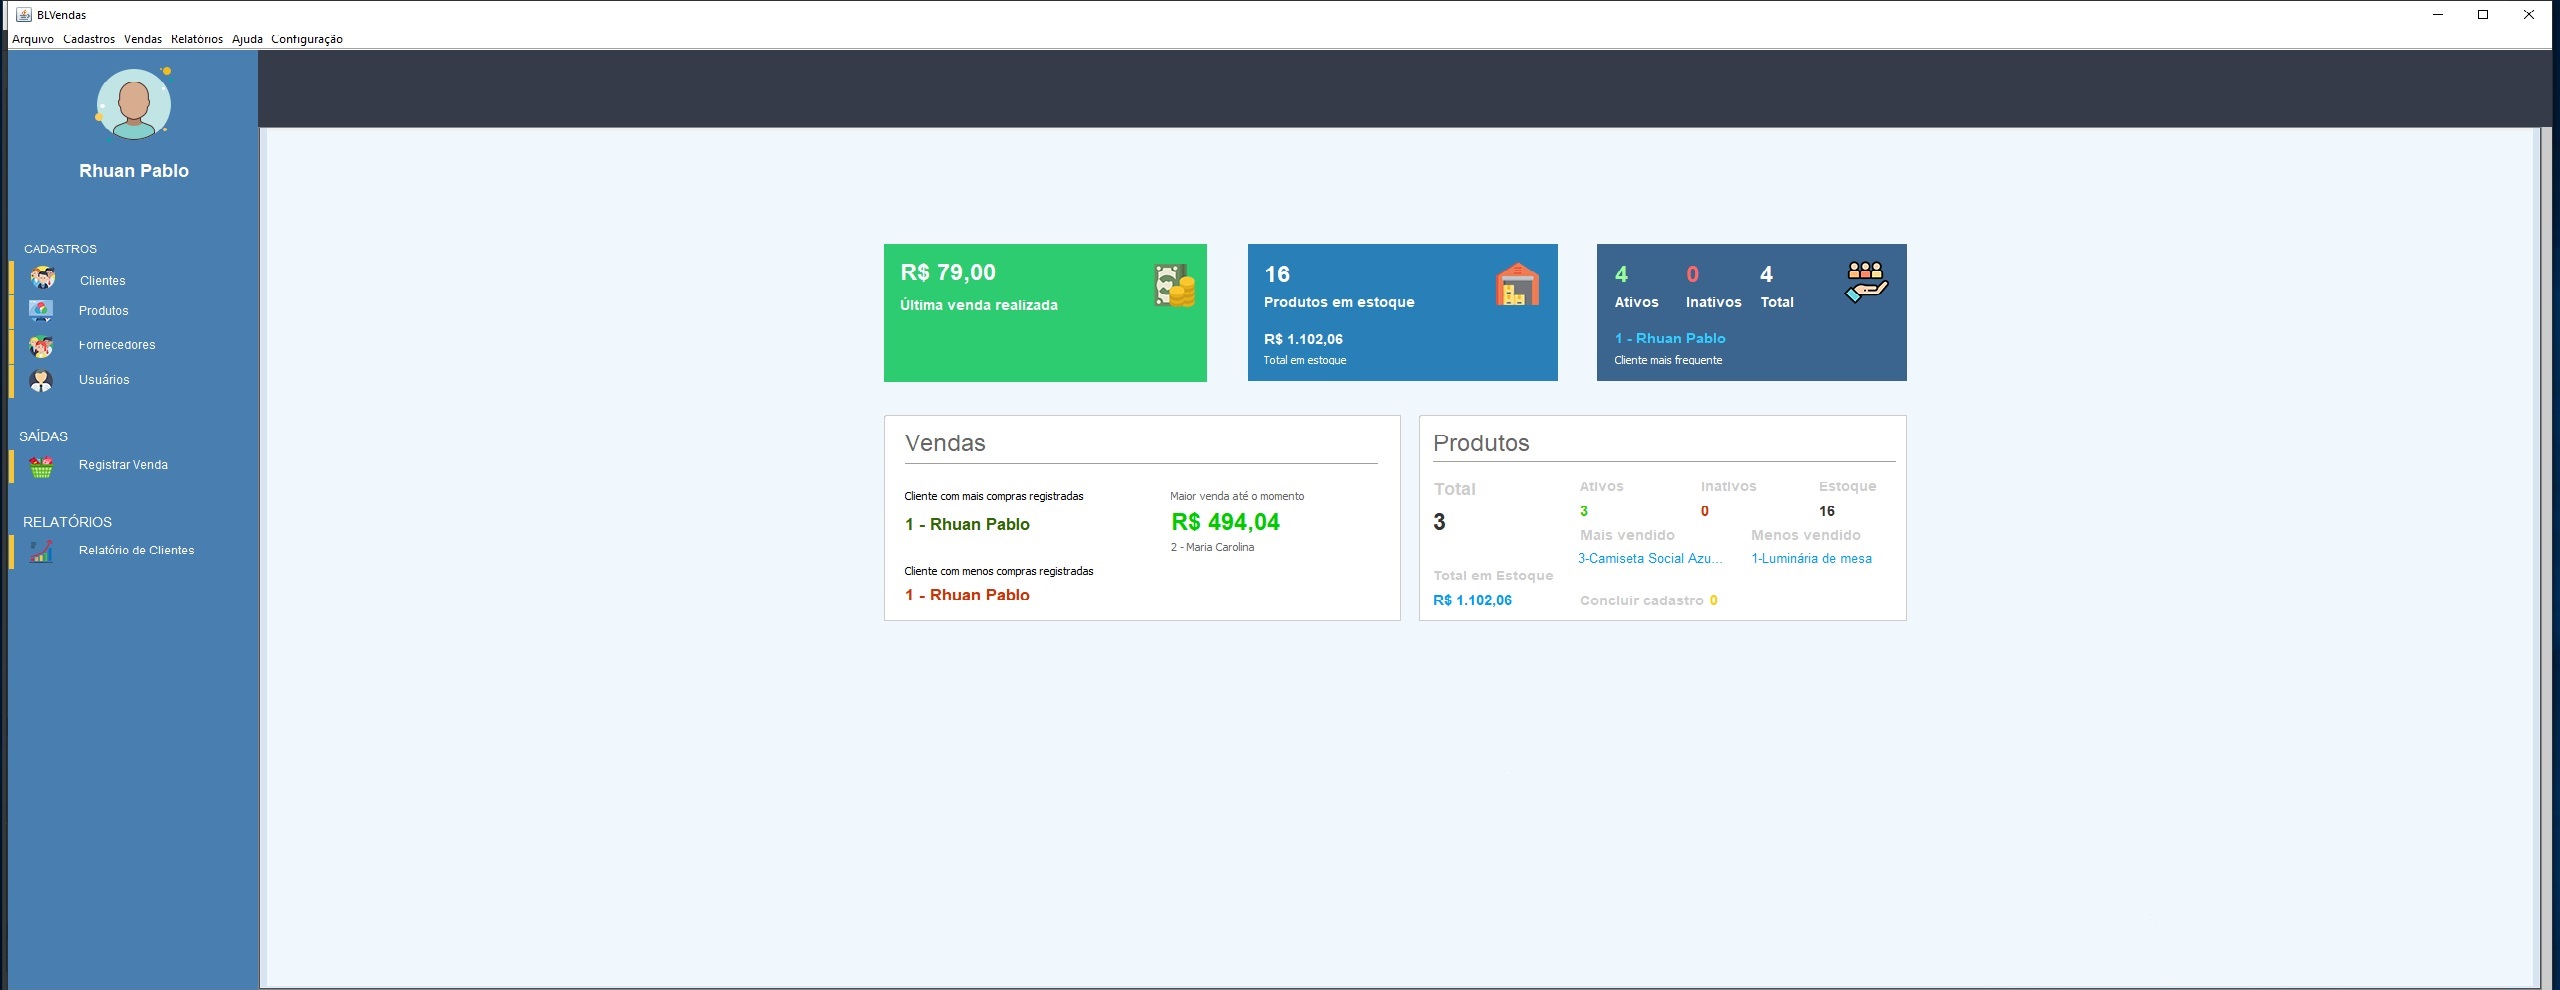 BLVendas
Arquivo Cadastros Vendas Relatórios Ajuda Configuração
Rhuan Pablo
CADASTROS
Clientes
Produtos
Fornecedores
Usuários
SAÍDAS
Registrar Venda
RELATÓRIOS
Relatório de Clientes
R$ 79,00
Última venda realizada
16
Produtos em estoque
R$ 1.102,06
Total em estoque
4 0 4
Ativos Inativos Total
1 - Rhuan Pablo
Cliente mais frequente
Vendas
Cliente com mais compras registradas
1 - Rhuan Pablo
Cliente com menos compras registradas
1 - Rhuan Pablo
Maior venda até o momento
R$ 494,04
2 - Maria Carolina
Produtos
Total
3
Total em Estoque
R$ 1.102,06
Ativos Inativos Estoque
3 0 16
Mais vendido Menos vendido
3-Camiseta Social Azu... 1-Luminária de mesa
Concluir cadastro 0